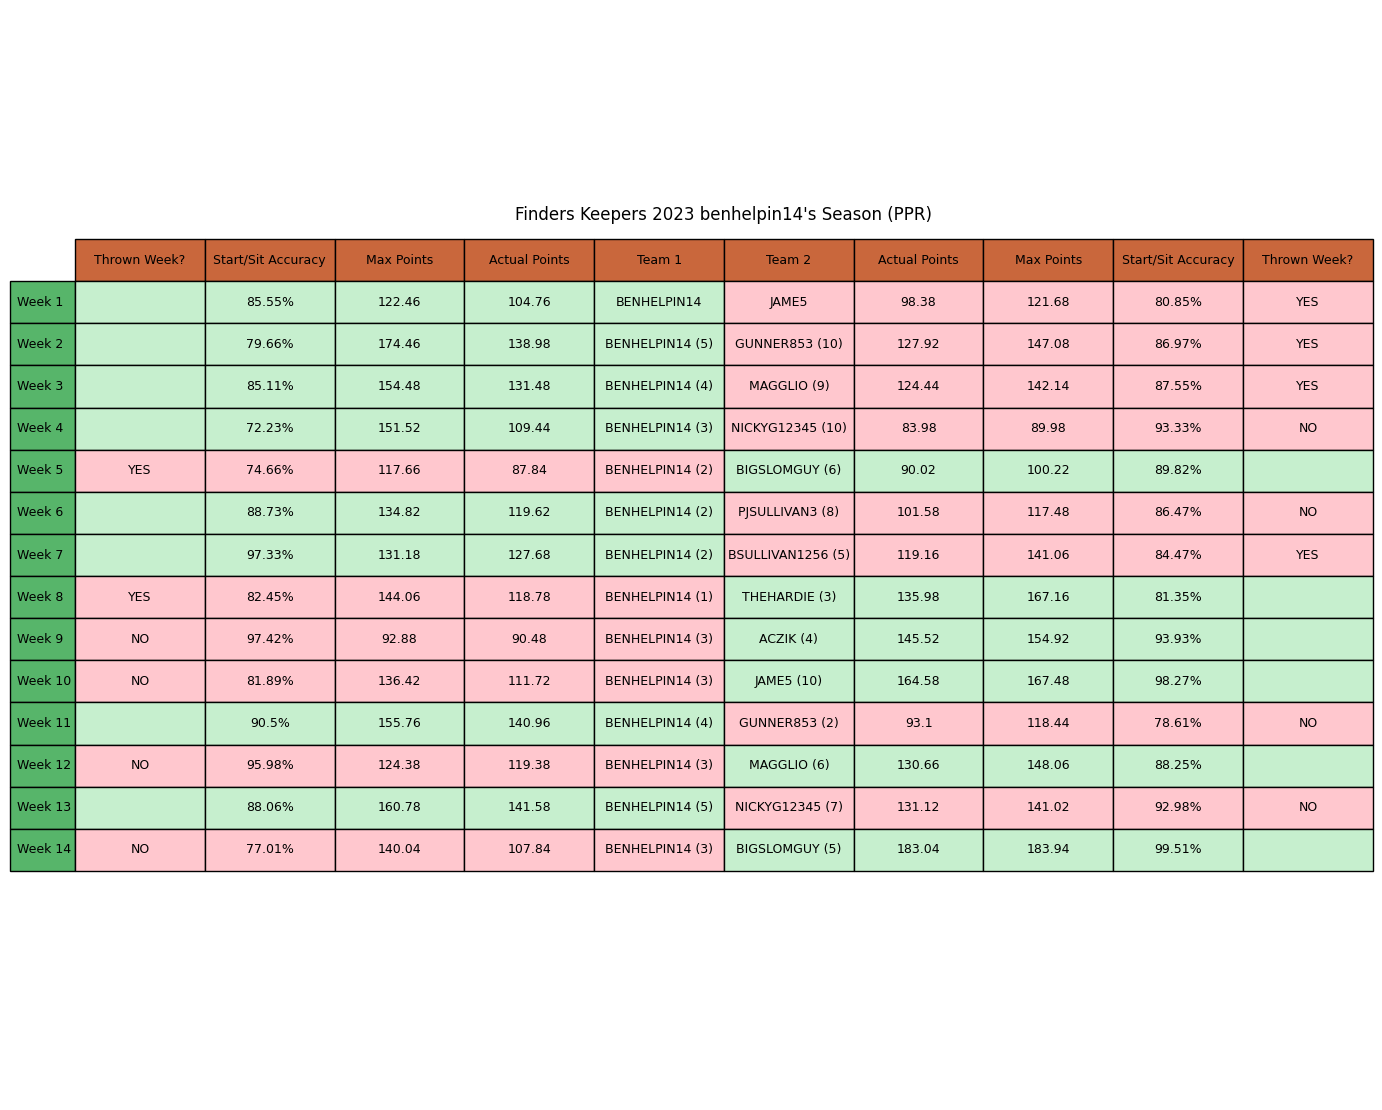 Finders Keepers 2023 benhelpin14's Season (PPR)
Thrown Week? Start/Sit Accuracy Max Points Actual Points Team 1 Team 2 Actual Points Max Points Start/Sit Accuracy Thrown Week?
Week 1 85.55% 122.46 104.76 BENHELPIN14 JAME5 98.38 121.68 80.85% YES
Week 2 79.66% 174.46 138.98 BENHELPIN14 (5) GUNNER853 (10) 127.92 147.08 86.97% YES
Week 3 85.11% 154.48 131.48 BENHELPIN14 (4) MAGGLIO (9) 124.44 142.14 87.55% YES
Week 4 72.23% 151.52 109.44 BENHELPIN14 (3) NICKYG12345 (10) 83.98 89.98 93.33% NO
Week 5 YES 74.66% 117.66 87.84 BENHELPIN14 (2) BIGSLOMGUY (6) 90.02 100.22 89.82%
Week 6 88.73% 134.82 119.62 BENHELPIN14 (2) PJSULLIVAN3 (8) 101.58 117.48 86.47% NO
Week 7 97.33% 131.18 127.68 BENHELPIN14 (2) BSULLIVAN1256 (5) 119.16 141.06 84.47% YES
Week 8 YES 82.45% 144.06 118.78 BENHELPIN14 (1) THEHARDIE (3) 135.98 167.16 81.35%
Week 9 NO 97.42% 92.88 90.48 BENHELPIN14 (3) ACZIK (4) 145.52 154.92 93.93%
Week 10 NO 81.89% 136.42 111.72 BENHELPIN14 (3) JAME5 (10) 164.58 167.48 98.27%
Week 11 90.5% 155.76 140.96 BENHELPIN14 (4) GUNNER853 (2) 93.1 118.44 78.61% NO
Week 12 NO 95.98% 124.38 119.38 BENHELPIN14 (3) MAGGLIO (6) 130.66 148.06 88.25%
Week 13 88.06% 160.78 141.58 BENHELPIN14 (5) NICKYG12345 (7) 131.12 141.02 92.98% NO
Week 14 NO 77.01% 140.04 107.84 BENHELPIN14 (3) BIGSLOMGUY (5) 183.04 183.94 99.51%